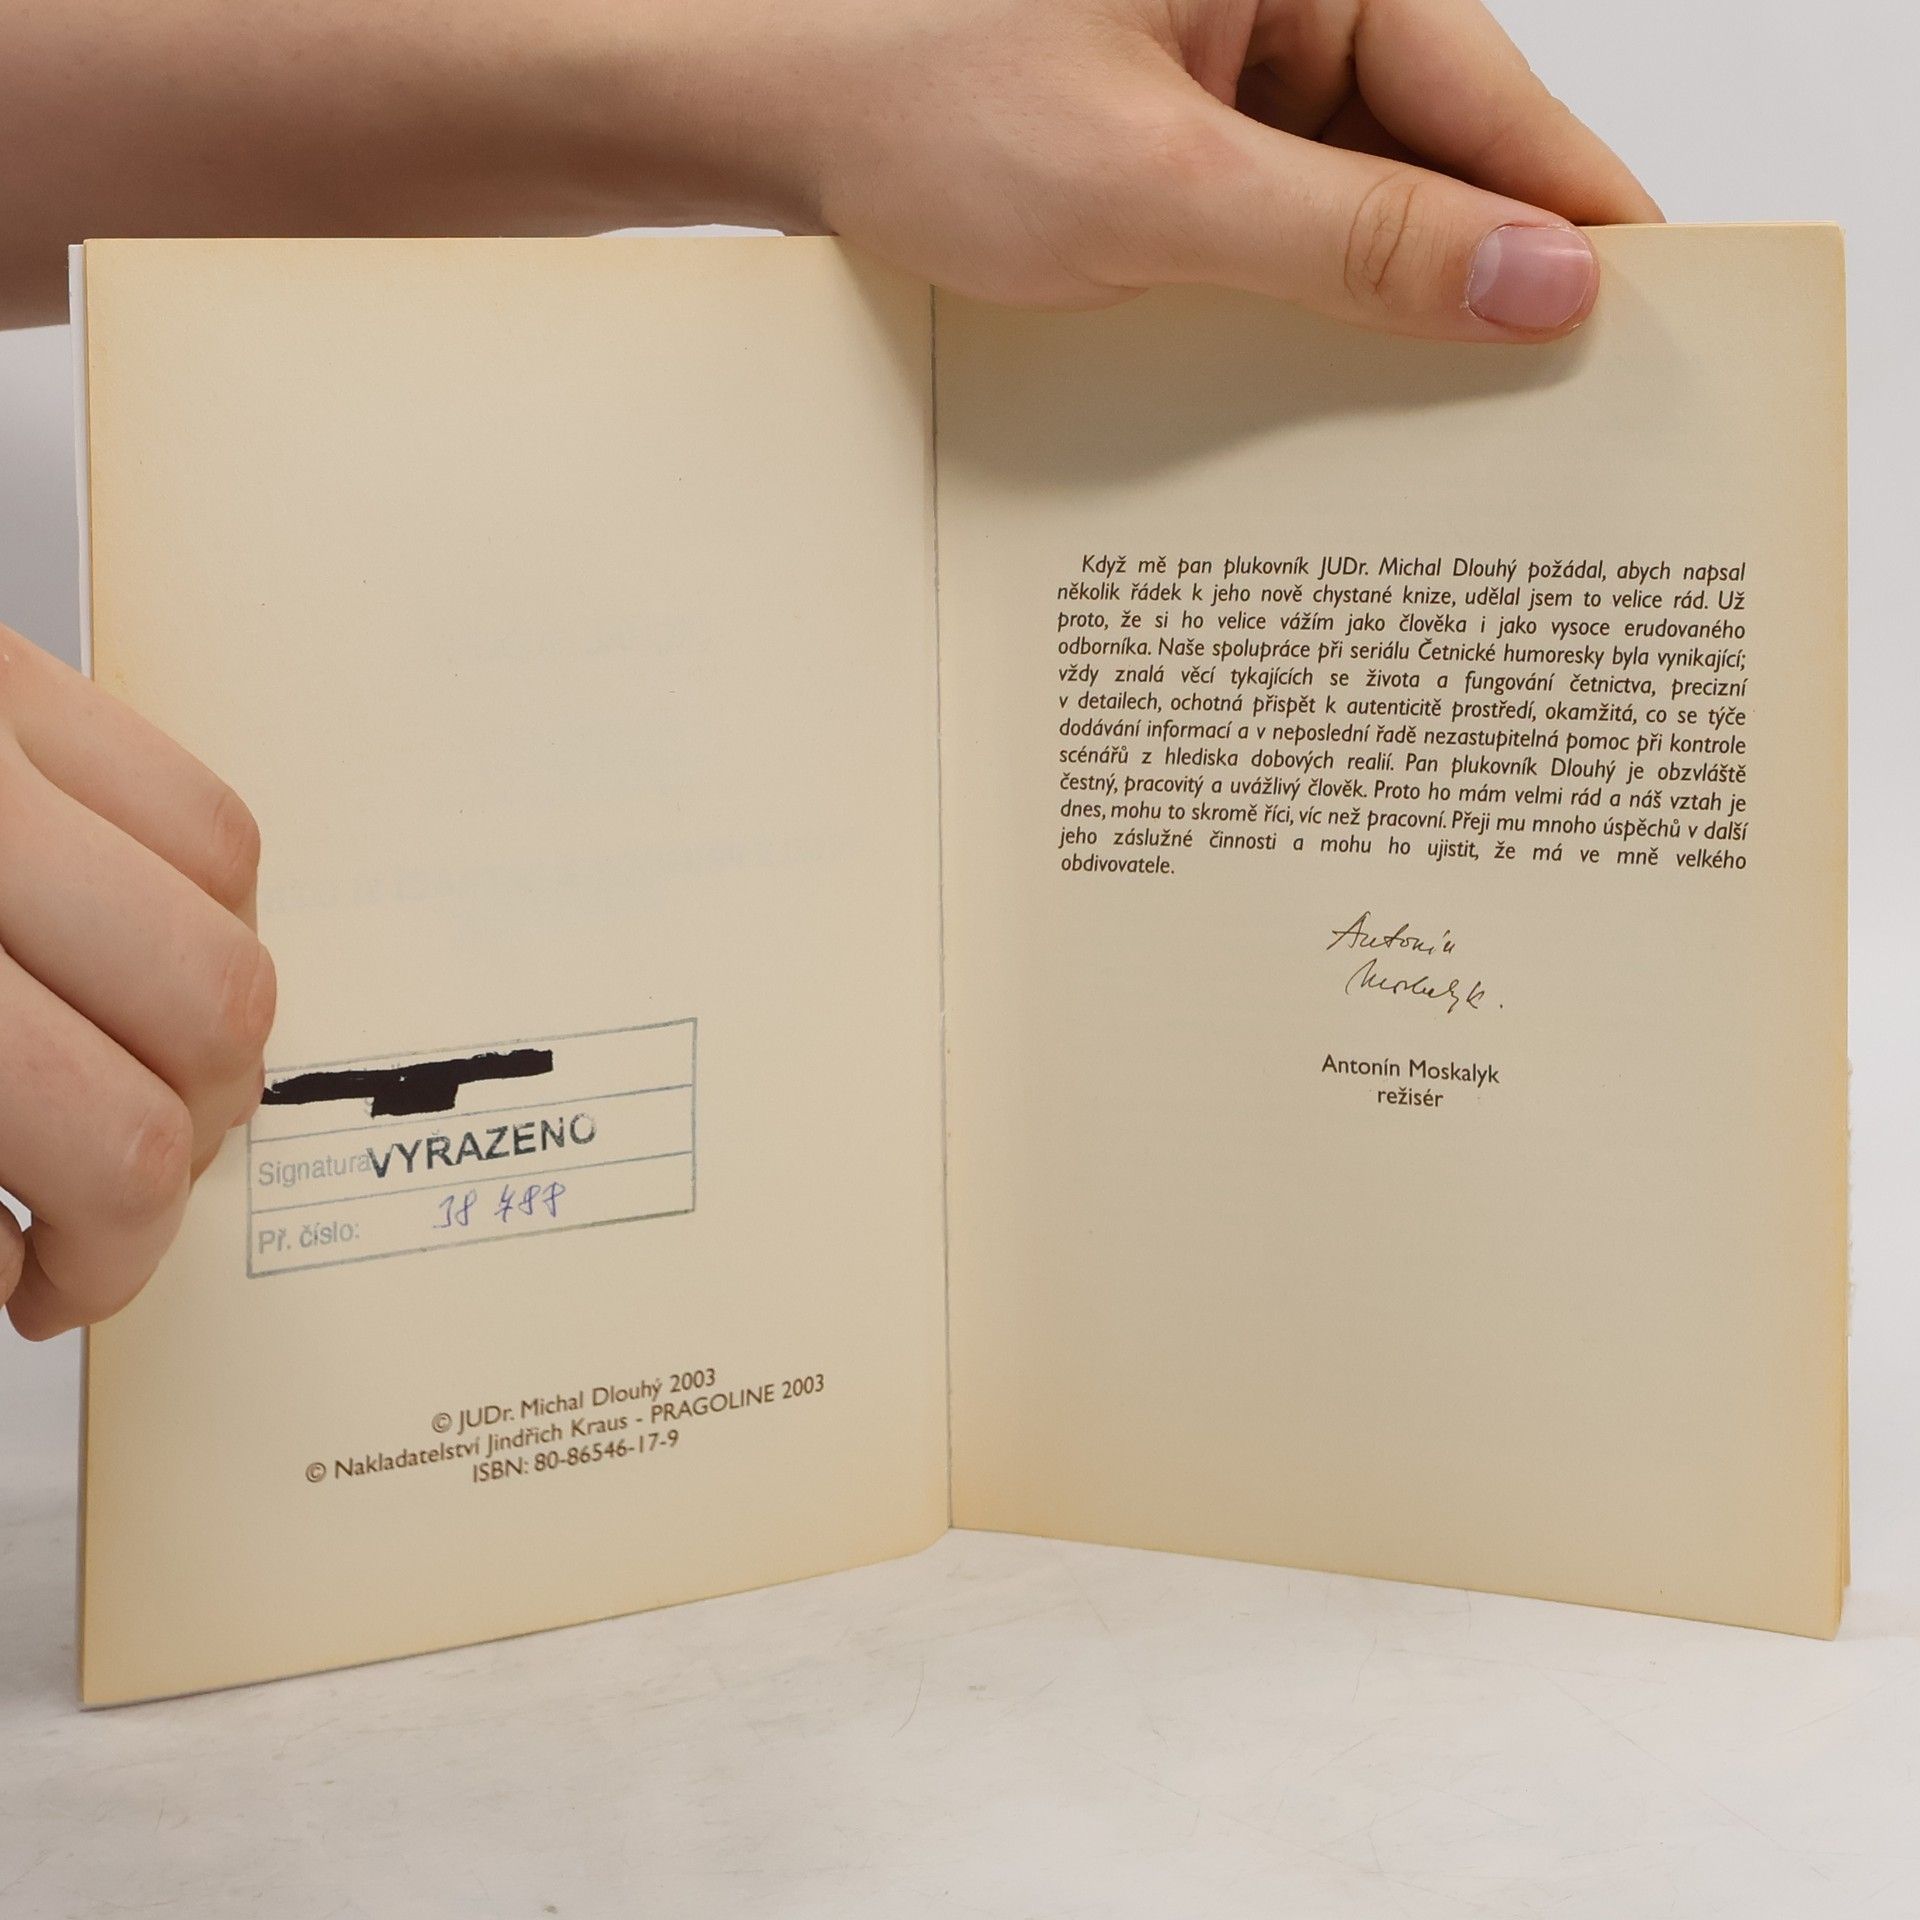 VYŘAZENO
Signatura
Př. číslo: 38 788
© JUDr. Michal Dlouhý 2003
© Nakladatelství Jindřich Kraus - PRAGOLINE 2003
ISBN: 80-86546-17-9
Když mě pan plukovník JUDr. Michal Dlouhý požádal, abych napsal
několik řádek k jeho nově chystané knize, udělal jsem to velice rád. Už
proto, že si ho velice vážím jako člověka i jako vysoce erudovaného
odborníka. Naše spolupráce při seriálu Četnické humoresky byla vynikající;
vždy znalá věcí tykajících se života a fungování četnictva, precizní
v detailech, ochotná přispět k autenticitě prostředí, okamžitá, co se týče
dodávání informací a v neposlední řadě nezastupitelná pomoc při kontrole
scénářů z hlediska dobových realií. Pan plukovník Dlouhý je obzvláště
čestný, pracovitý a uvážlivý člověk. Proto ho mám velmi rád a náš vztah je
dnes, mohu to skromě říci, víc než pracovní. Přeji mu mnoho úspěchů v další
jeho záslužné činnosti a mohu ho ujistit, že má ve mně velkého
obdivovatele.
Antonín
Moskalyk.
Antonín Moskalyk
režisér